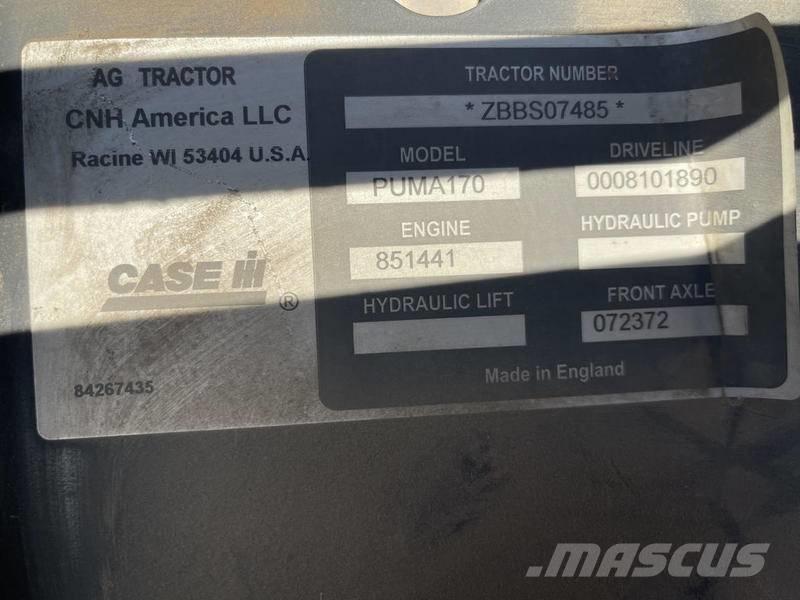 AG TRACTOR
CNH America LLC
Racine WI 53404 U.S.A.
CASE IH ®
84267435
TRACTOR NUMBER
* ZBBS07485 *
MODEL
PUMA170
DRIVELINE
0008101890
ENGINE
851441
HYDRAULIC PUMP
HYDRAULIC LIFT
FRONT AXLE
072372
Made in England
MASCUS